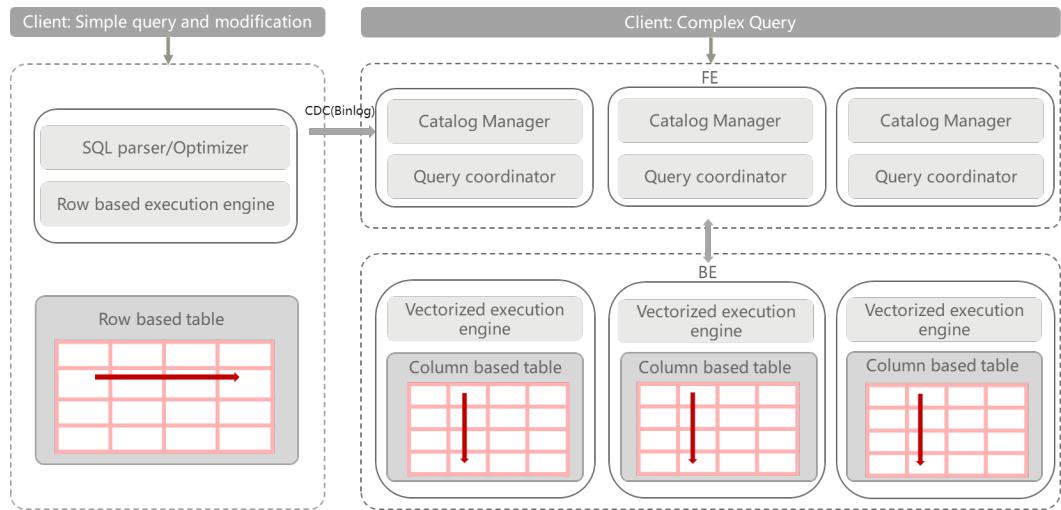 Client: Simple query and modification
Client: Complex Query
FE
CDC(Binlog)
SQL parser/Optimizer
Row based execution engine
Catalog Manager
Query coordinator
Catalog Manager
Query coordinator
Catalog Manager
Query coordinator
Row based table
BE
Vectorized execution
engine
Column based table
Vectorized execution
engine
Column based table
Vectorized execution
engine
Column based table